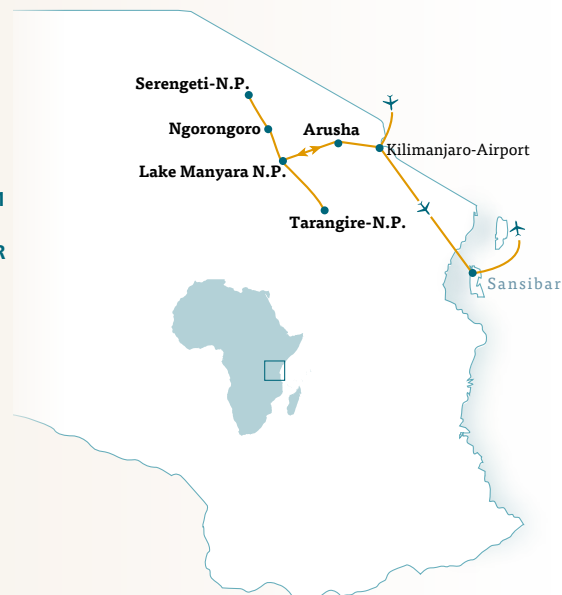 Serengeti-N.P.
Ngorongoro
Arusha
Kilimanjaro-Airport
Lake Manyara N.P.
Tarangire-N.P.
R
Sansibar